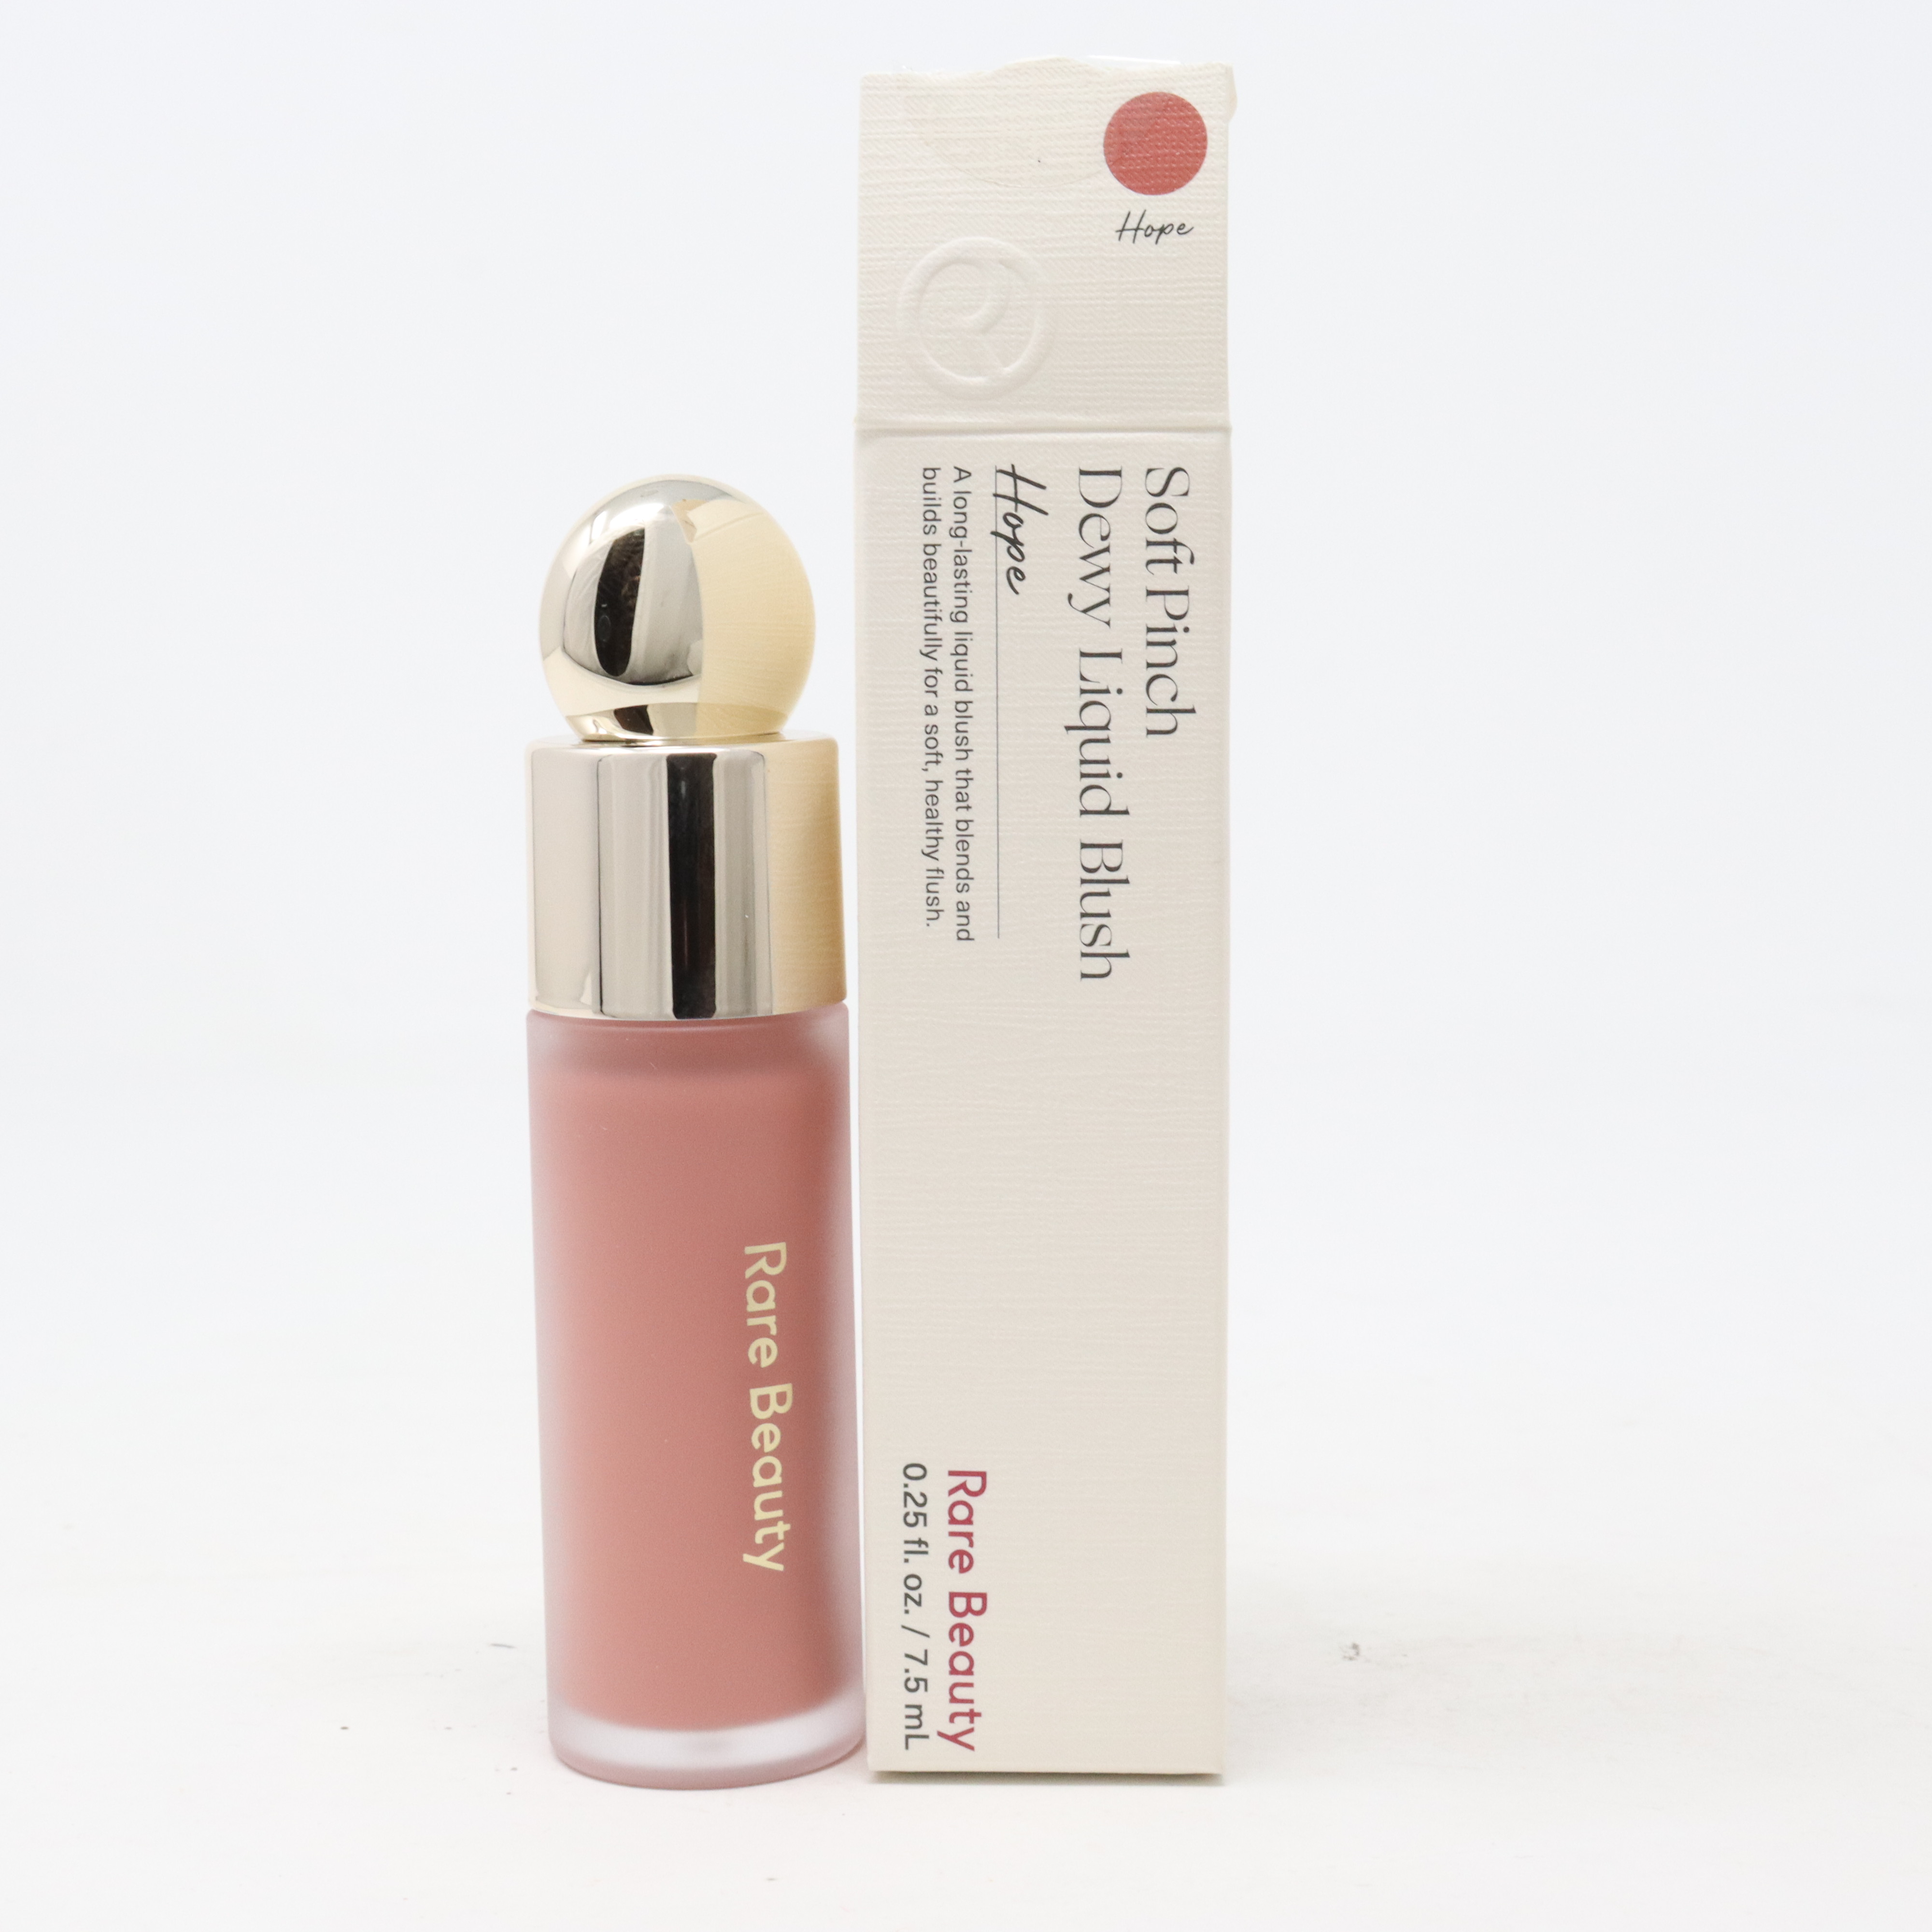 Hope
Soft Pinch
Dewy Liquid Blush
Hope
A long-lasting liquid blush that blends and
builds beautifully for a soft, healthy flush.
Rare Beauty
0.25 fl. oz. / 7.5 mL
Rare Beauty
R